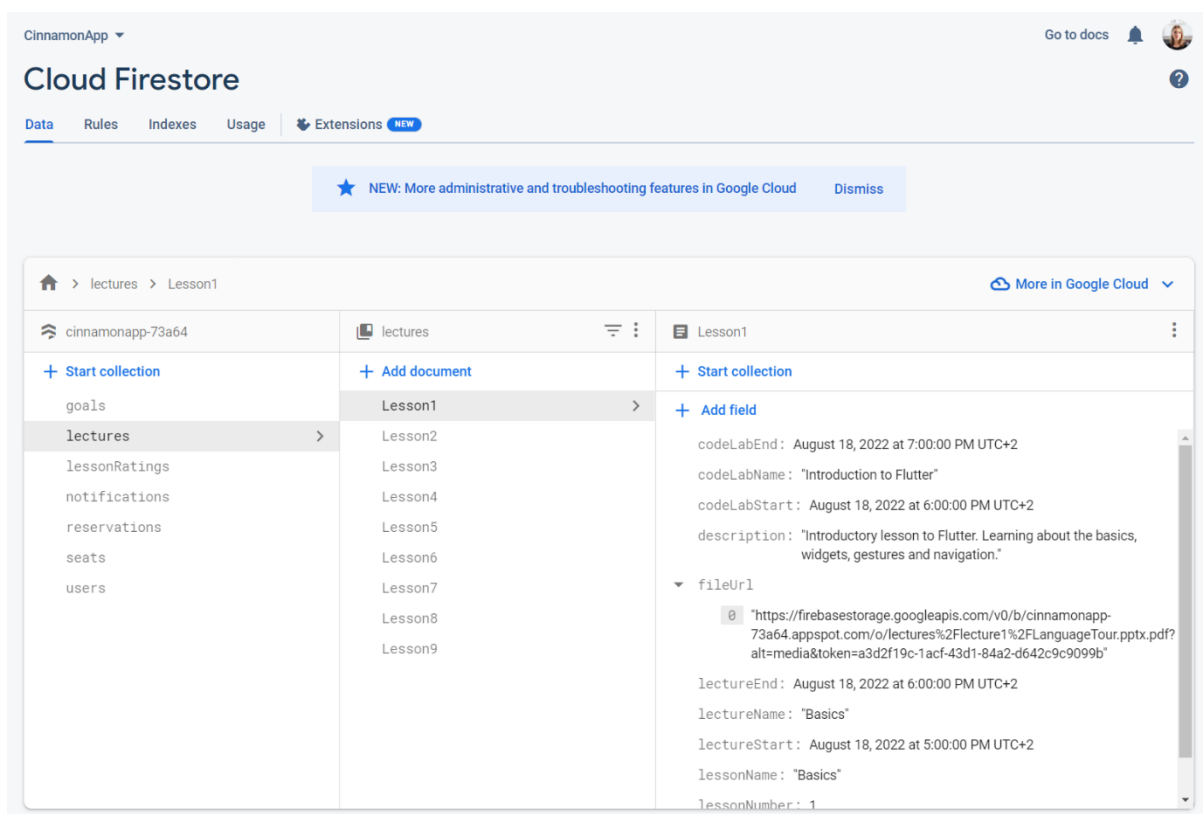 CinnamonApp
Go to docs
Cloud Firestore
Data Rules Indexes Usage Extensions NEW
NEW: More administrative and troubleshooting features in Google Cloud Dismiss
> lectures > Lesson1
More in Google Cloud
cinnamonapp-73a64
lectures
Lesson1
+ Start collection
+ Add document
+ Start collection
goals
lectures
lessonRatings
notifications
reservations
seats
users
Lesson1
Lesson2
Lesson3
Lesson4
Lesson5
Lesson6
Lesson7
Lesson8
Lesson9
+ Add field
codeLabEnd: August 18, 2022 at 7:00:00 PM UTC+2
codeLabName: "Introduction to Flutter"
codeLabStart: August 18, 2022 at 6:00:00 PM UTC+2
description: "Introductory lesson to Flutter. Learning about the basics,
widgets, gestures and navigation."
fileUrl
0 "https://firebasestorage.googleapis.com/v0/b/cinnamonapp-
73a64.appspot.com/o/lectures%2Flecture1%2FLanguageTour.pptx.pdf?
alt=media&token=a3d2f19c-1acf-43d1-84a2-d642c9c9099b"
lectureEnd: August 18, 2022 at 6:00:00 PM UTC+2
lectureName: "Basics"
lectureStart: August 18, 2022 at 5:00:00 PM UTC+2
lessonName: "Basics"
lessonNumber: 1